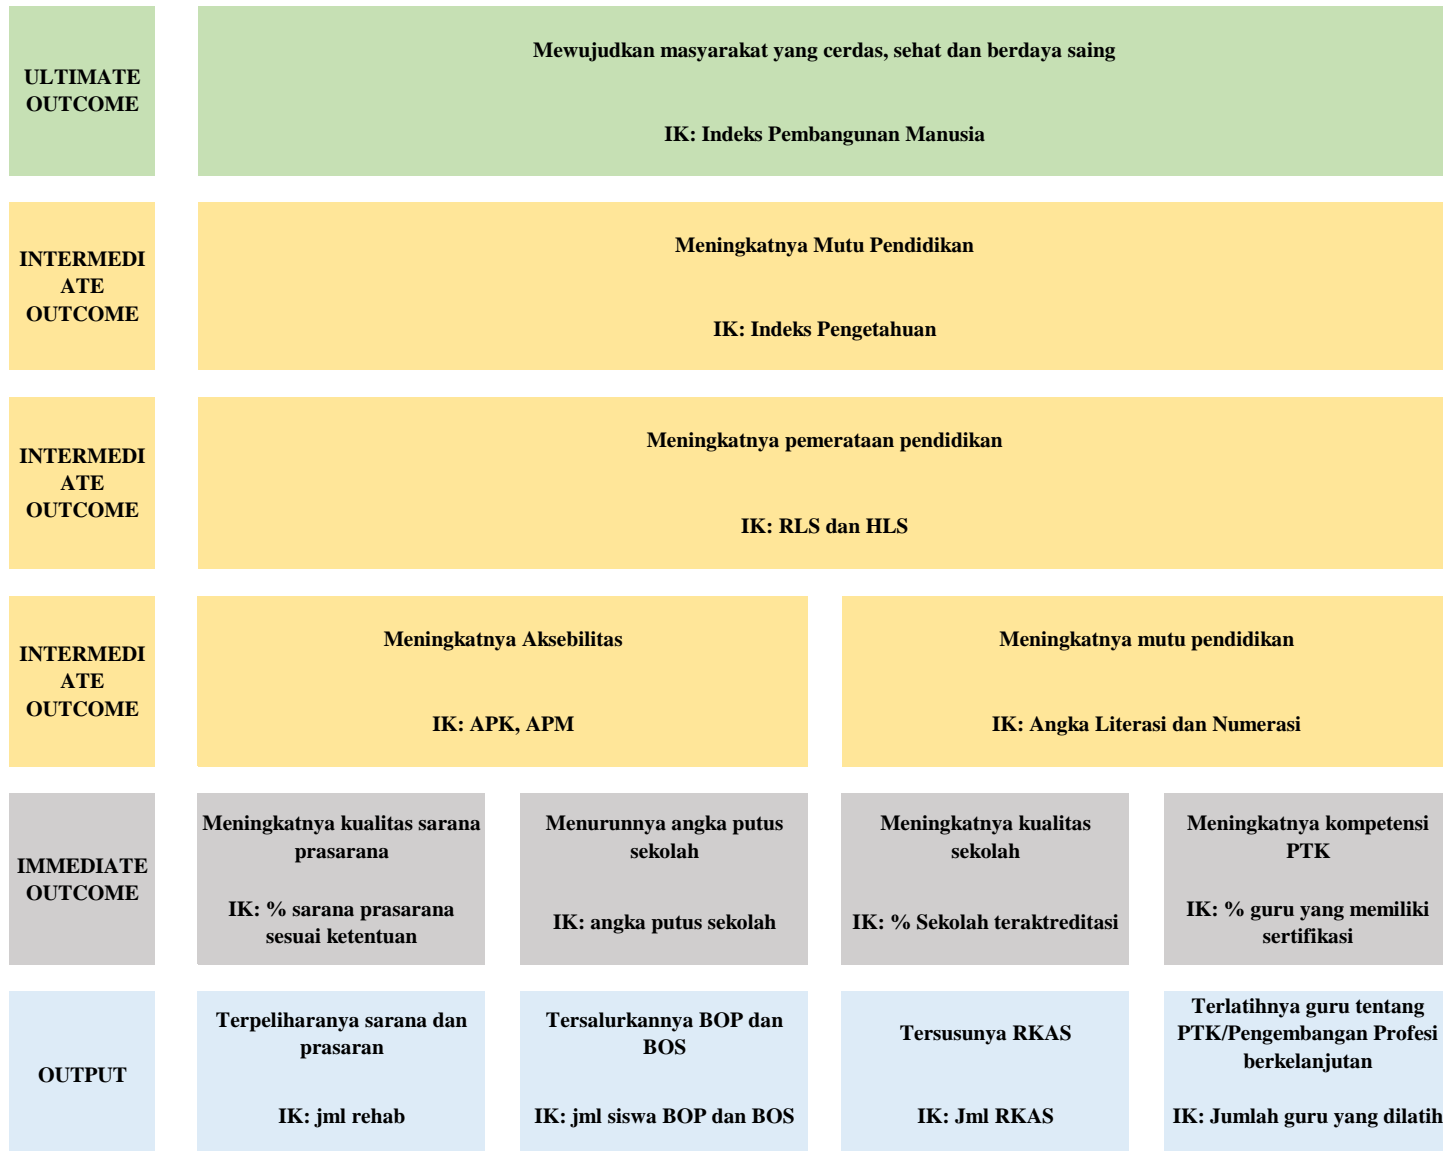 ULTIMATE
OUTCOME
Mewujudkan masyarakat yang cerdas, sehat dan berdaya saing
IK: Indeks Pembangunan Manusia
INTERMEDI
ATE
OUTCOME
Meningkatnya Mutu Pendidikan
IK: Indeks Pengetahuan
INTERMEDI
ATE
OUTCOME
Meningkatnya pemerataan pendidikan
IK: RLS dan HLS
INTERMEDI
ATE
OUTCOME
Meningkatnya Aksebilitas
IK: APK, APM
Meningkatnya mutu pendidikan
IK: Angka Literasi dan Numerasi
IMMEDIATE
OUTCOME
Meningkatnya kualitas sarana
prasarana
IK: % sarana prasarana
sesuai ketentuan
Menurunnya angka putus
sekolah
IK: angka putus sekolah
Meningkatnya kualitas
sekolah
IK: % Sekolah teraktreditasi
Meningkatnya kompetensi
PTK
IK: % guru yang memiliki
sertifikasi
OUTPUT
Terpeliharanya sarana dan
prasaran
IK: jml rehab
Tersalurkannya BOP dan
BOS
IK: jml siswa BOP dan BOS
Tersusunya RKAS
IK: Jml RKAS
Terlatihnya guru tentang
PTK/Pengembangan Profesi
berkelanjutan
IK: Jumlah guru yang dilatih